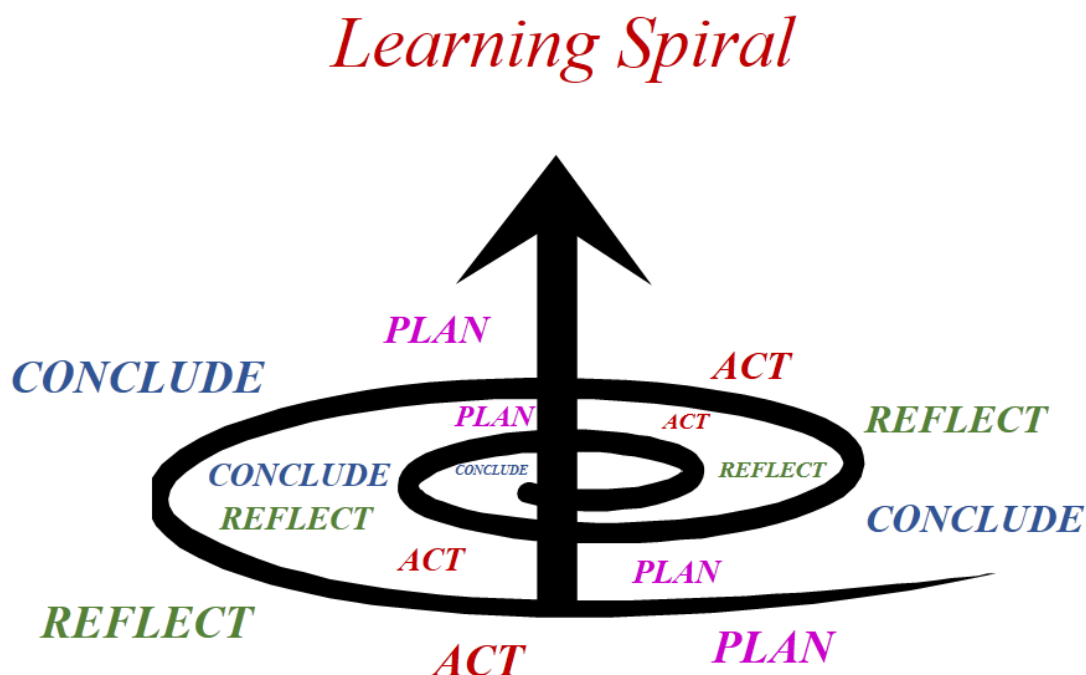 Learning Spiral
PLAN
ACT
CONCLUDE
PLAN
ACT
REFLECT
CONCLUDE
CONCLUDE
REFLECT
REFLECT
CONCLUDE
ACT
PLAN
REFLECT
ACT
PLAN